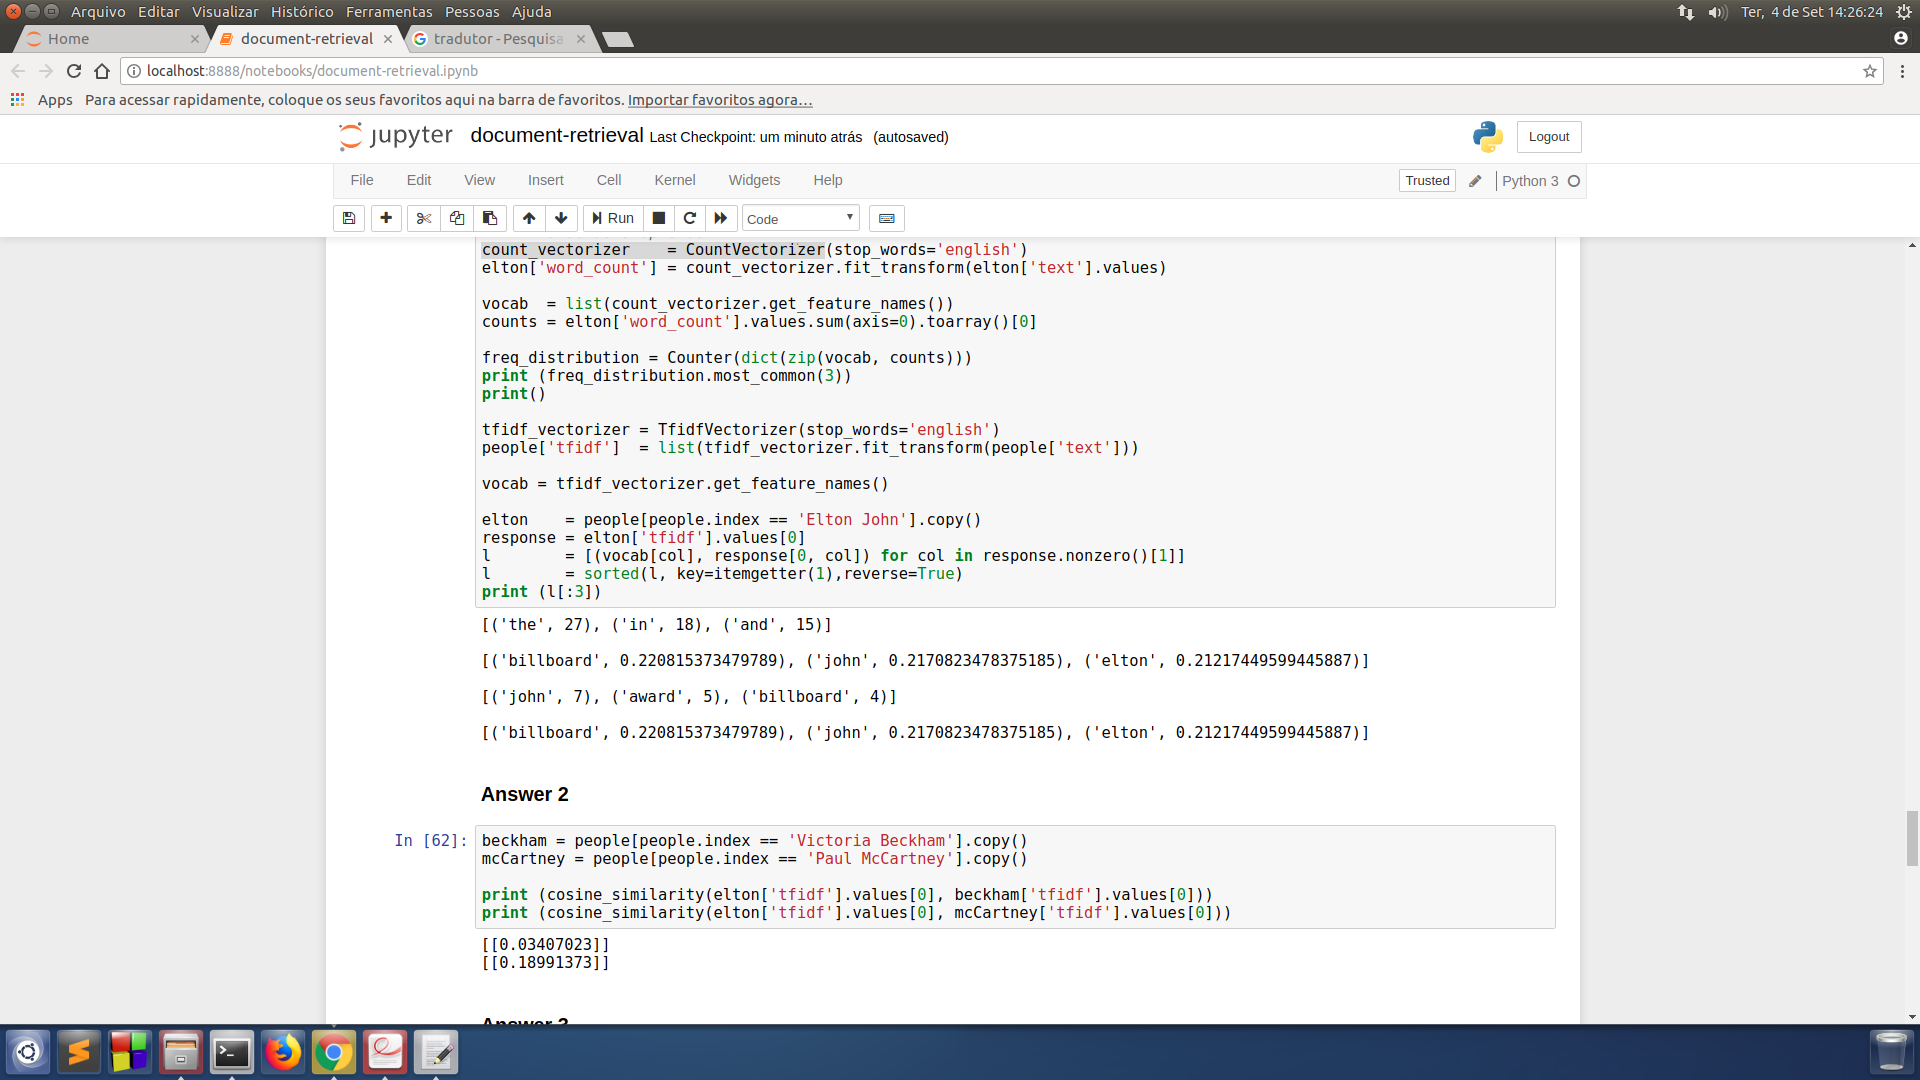 Arquivo Editar Visualizar Histórico Ferramentas Pessoas Ajuda Ter, 4 de Set 14:26:24
Home document-retrieval tradutor - Pesquisa
localhost:8888/notebooks/document-retrieval.ipynb
Apps Para acessar rapidamente, coloque os seus favoritos aqui na barra de favoritos. Importar favoritos agora…
jupyter document-retrieval Last Checkpoint: um minuto atrás (autosaved) Logout
File Edit View Insert Cell Kernel Widgets Help Trusted Python 3
Run Code
count_vectorizer    = CountVectorizer(stop_words='english')
elton['word_count'] = count_vectorizer.fit_transform(elton['text'].values)
vocab  = list(count_vectorizer.get_feature_names())
counts = elton['word_count'].values.sum(axis=0).toarray()[0]
freq_distribution = Counter(dict(zip(vocab, counts)))
print (freq_distribution.most_common(3))
print()
tfidf_vectorizer = TfidfVectorizer(stop_words='english')
people['tfidf']  = list(tfidf_vectorizer.fit_transform(people['text']))
vocab = tfidf_vectorizer.get_feature_names()
elton    = people[people.index == 'Elton John'].copy()
response = elton['tfidf'].values[0]
l        = [(vocab[col], response[0, col]) for col in response.nonzero()[1]]
l        = sorted(l, key=itemgetter(1),reverse=True)
print (l[:3])
[('the', 27), ('in', 18), ('and', 15)]
[('billboard', 0.220815373479789), ('john', 0.2170823478375185), ('elton', 0.21217449599445887)]
[('john', 7), ('award', 5), ('billboard', 4)]
[('billboard', 0.220815373479789), ('john', 0.2170823478375185), ('elton', 0.21217449599445887)]
Answer 2
In [62]: beckham = people[people.index == 'Victoria Beckham'].copy()
mcCartney = people[people.index == 'Paul McCartney'].copy()
print (cosine_similarity(elton['tfidf'].values[0], beckham['tfidf'].values[0]))
print (cosine_similarity(elton['tfidf'].values[0], mcCartney['tfidf'].values[0]))
[[0.03407023]]
[[0.18991373]]